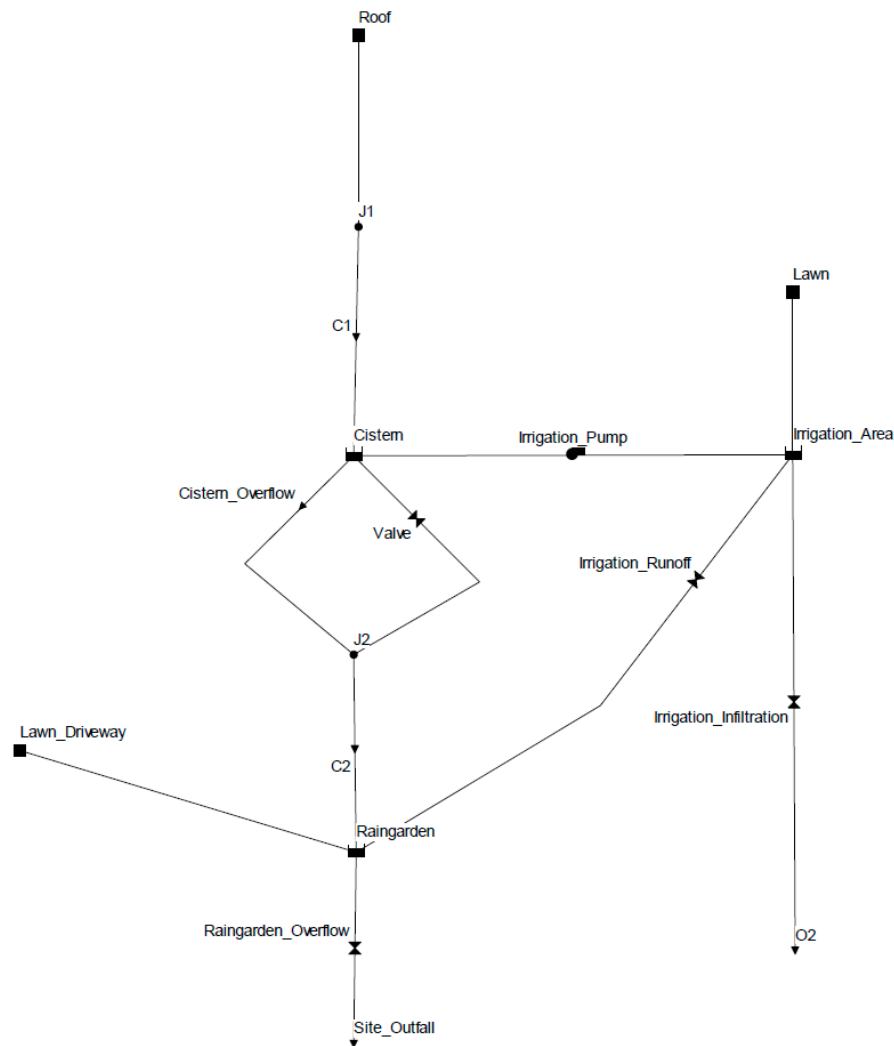 Roof
J1
Lawn
C1
Cistern
Irrigation_Pump
Irrigation_Area
Cistern_Overflow
Valve
Irrigation_Runoff
J2
Irrigation_Infiltration
Lawn_Driveway
C2
Raingarden
Raingarden_Overflow
O2
Site_Outfall